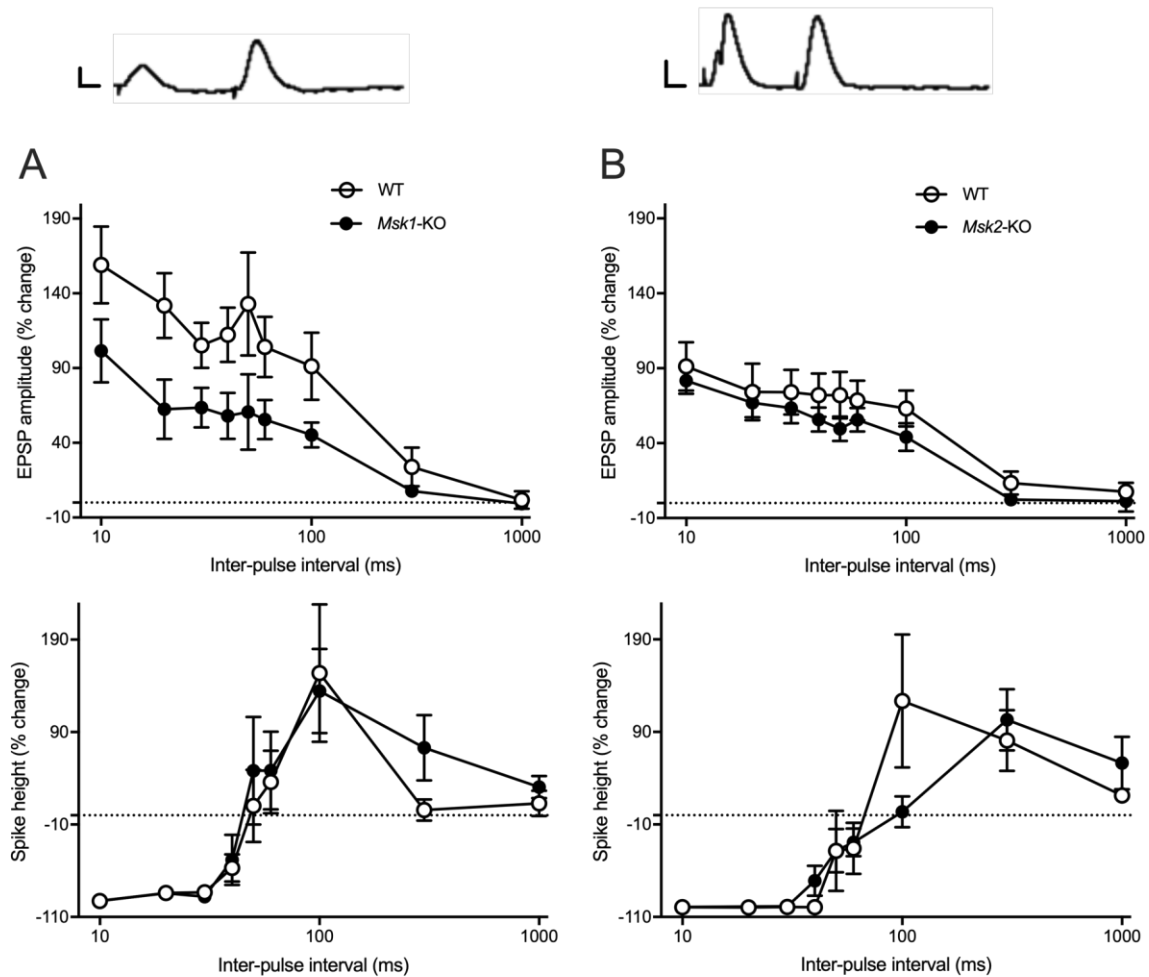 A
B
WT
Msk1-KO
WT
Msk2-KO
EPSP amplitude (% change)
190
140
90
40
-10
10
100
1000
Inter-pulse interval (ms)
EPSP amplitude (% change)
190
140
90
40
-10
10
100
1000
Inter-pulse interval (ms)
Spike height (% change)
190
90
-10
-110
10
100
1000
Inter-pulse interval (ms)
Spike height (% change)
190
90
-10
-110
10
100
1000
Inter-pulse interval (ms)